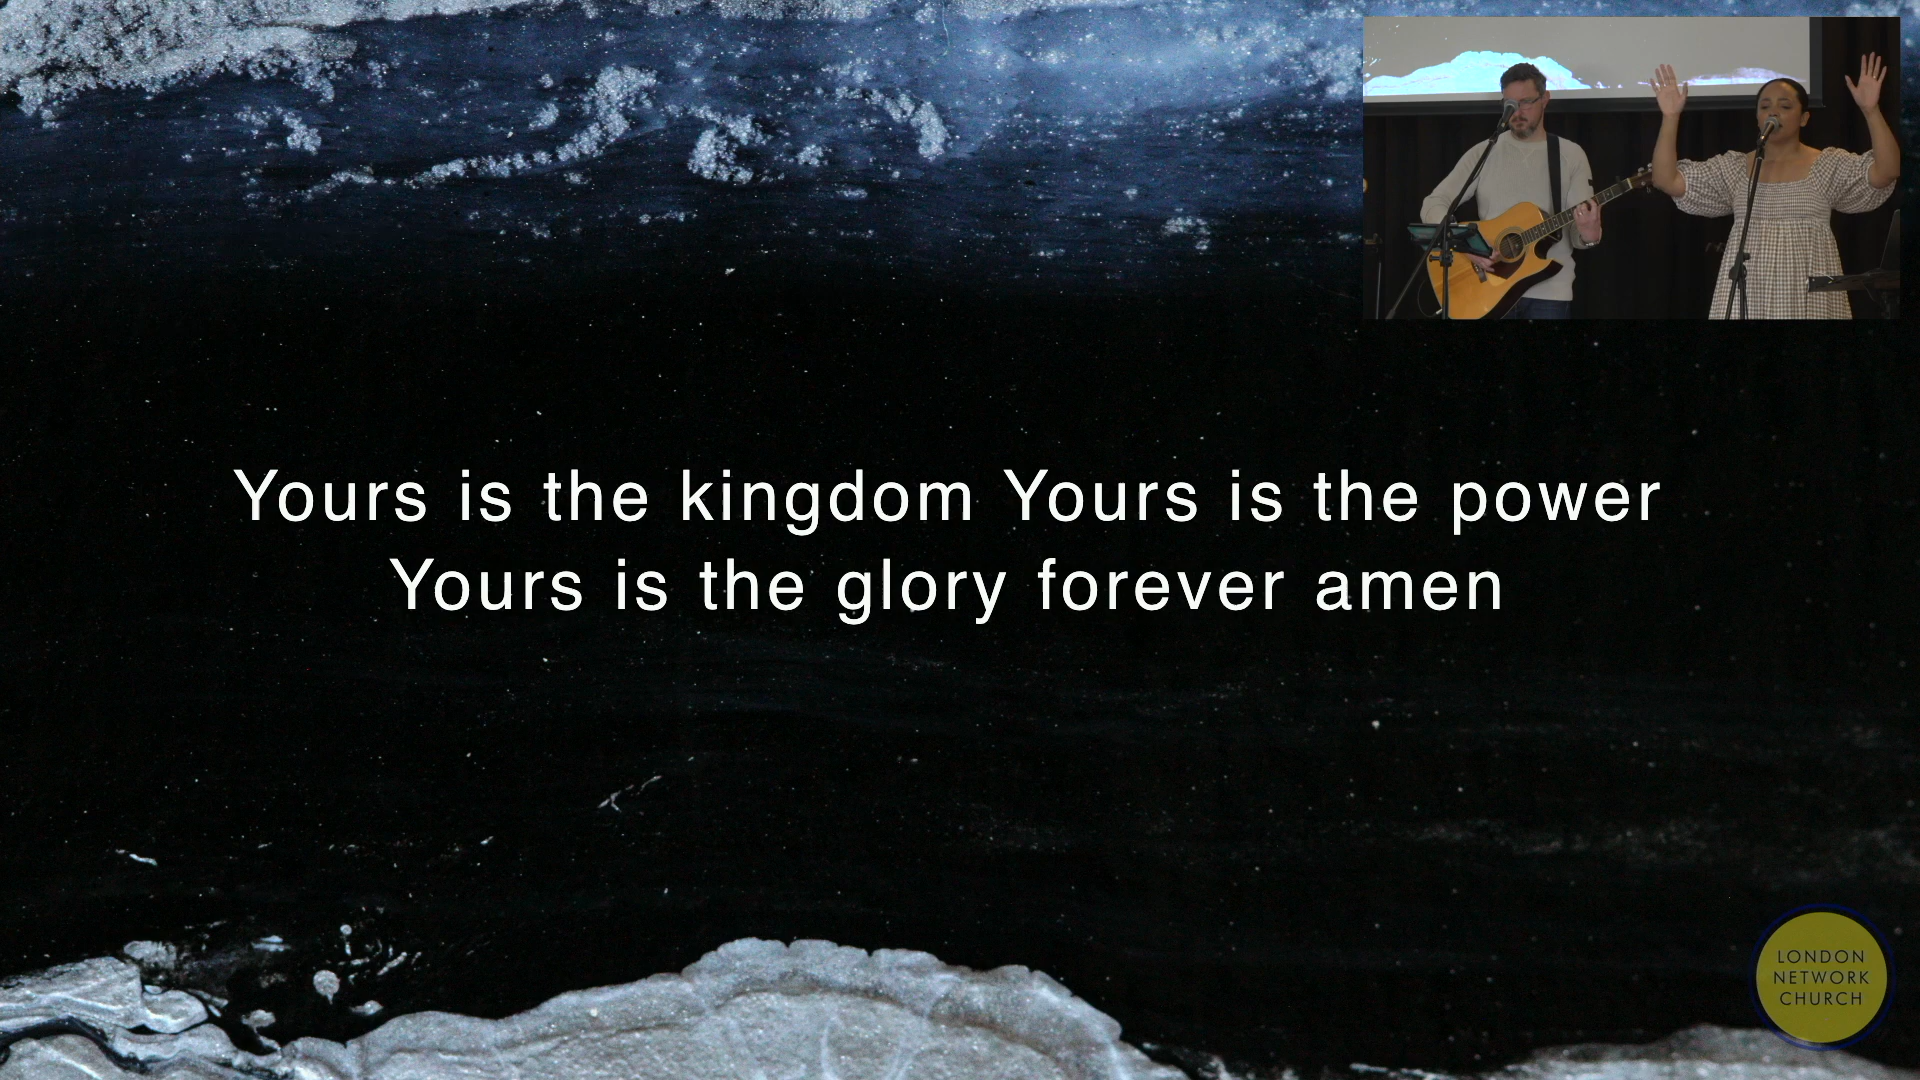 Yours is the kingdom Yours is the power
Yours is the glory forever amen
LONDON
NETWORK
CHURCH